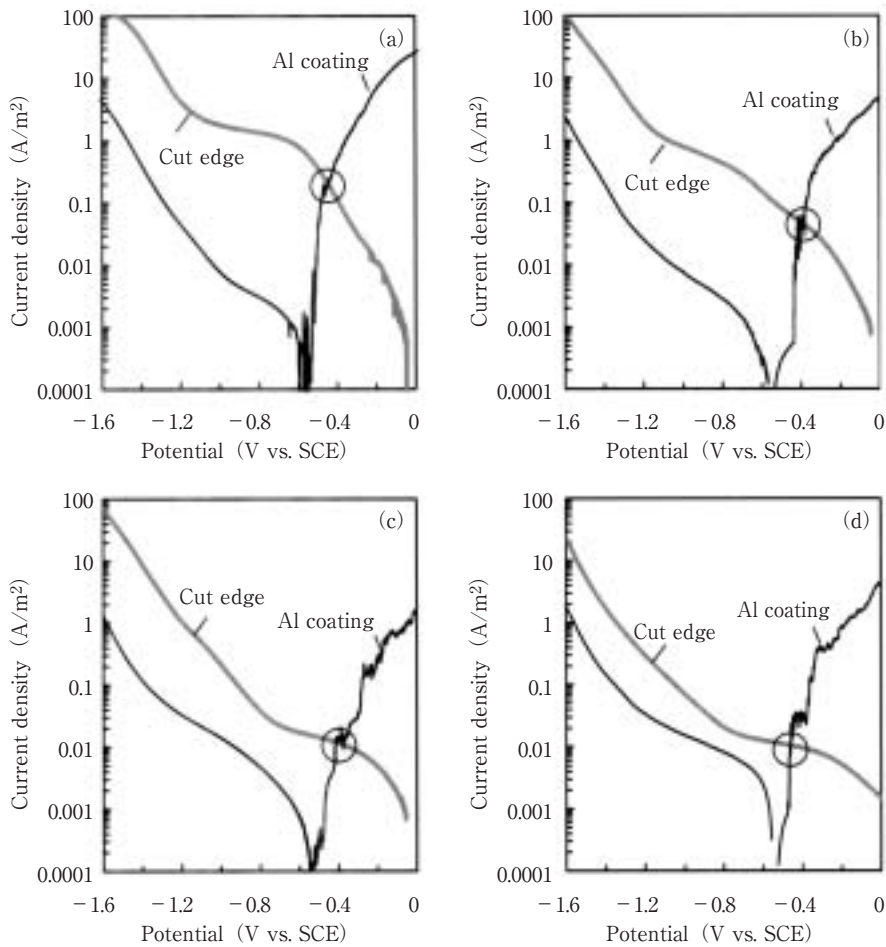 (a)
100
10
1
0.1
0.01
0.001
0.0001
Current density (A/m²)
Al coating
Cut edge
−1.6
−1.2
−0.8
−0.4
0
Potential (V vs. SCE)
(b)
100
10
1
0.1
0.01
0.001
0.0001
Current density (A/m²)
Al coating
Cut edge
−1.6
−1.2
−0.8
−0.4
0
Potential (V vs. SCE)
(c)
100
10
1
0.1
0.01
0.001
0.0001
Current density (A/m²)
Cut edge
Al coating
−1.6
−1.2
−0.8
−0.4
0
Potential (V vs. SCE)
(d)
100
10
1
0.1
0.01
0.001
0.0001
Current density (A/m²)
Al coating
Cut edge
−1.6
−1.2
−0.8
−0.4
0
Potential (V vs. SCE)